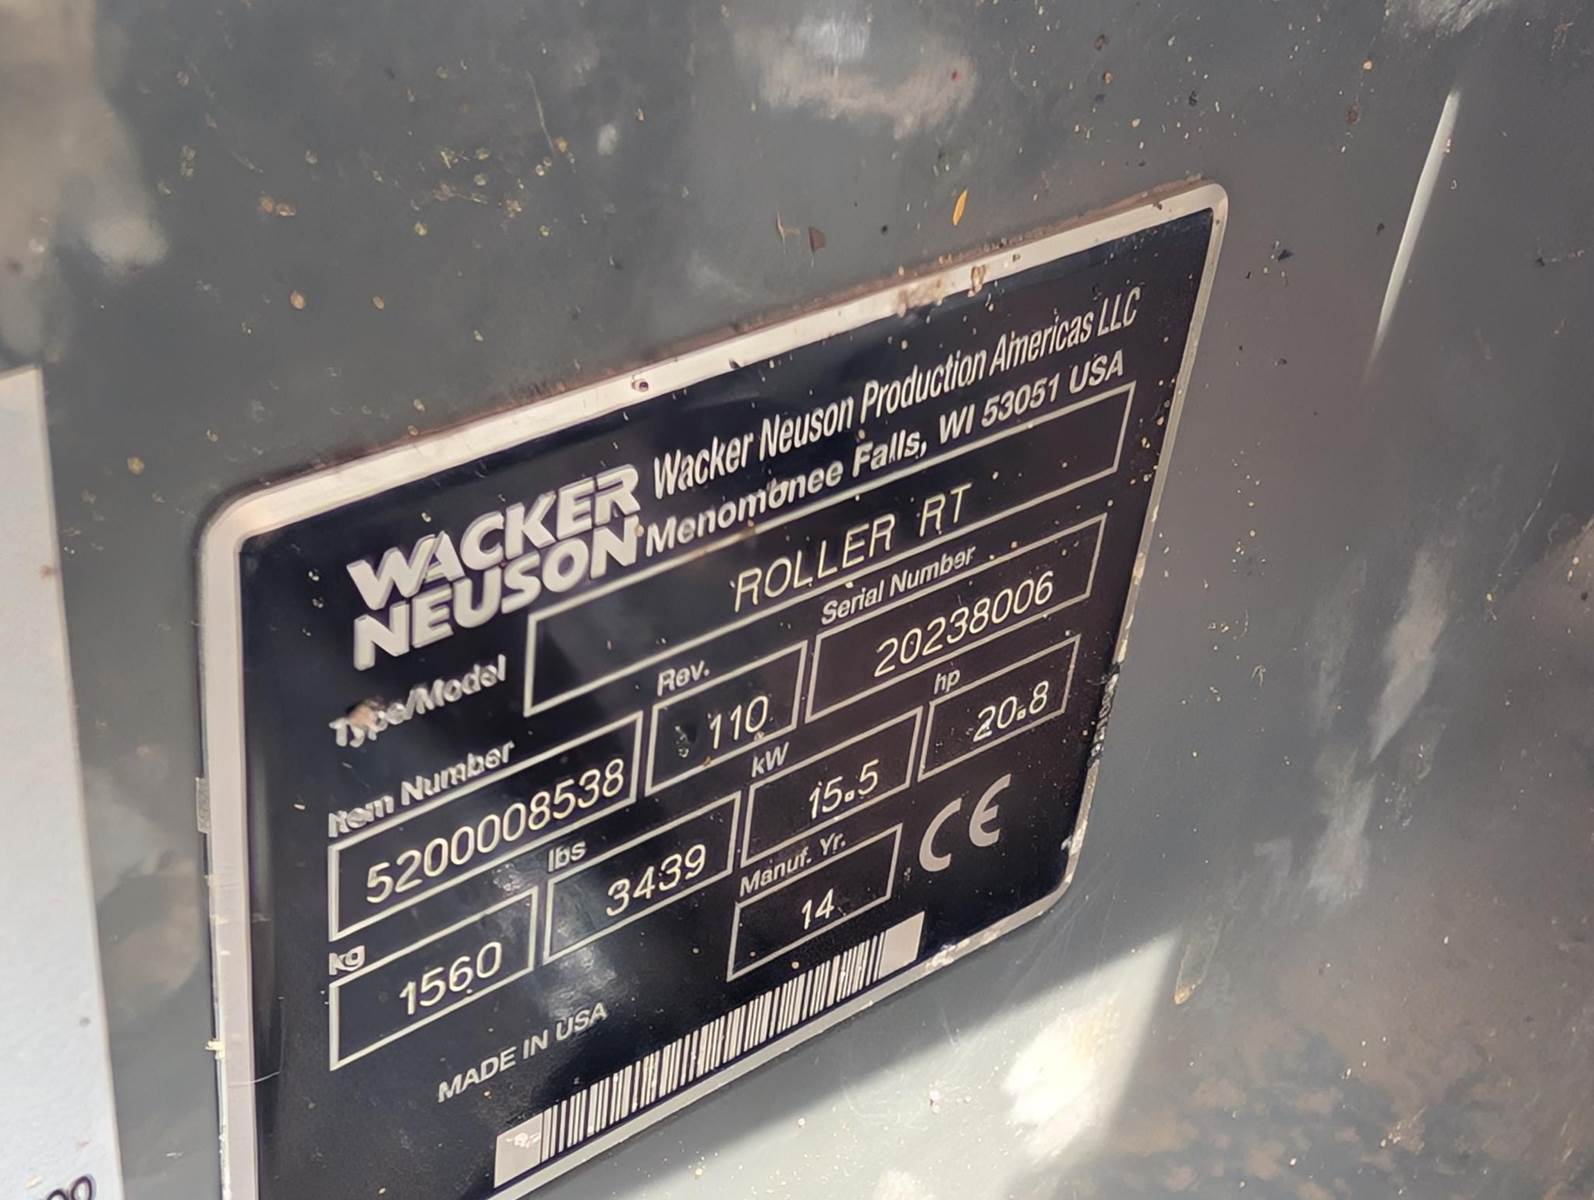 WACKER
NEUSON
Wacker Neuson Production Americas LLC
Menomonee Falls, WI 53051 USA
Type/Model
ROLLER RT
Item Number
Rev.
Serial Number
5200008538
110
20238006
kg
lbs
kW
hp
1560
3439
15.5
20.8
Manuf. Yr.
14
CE
MADE IN USA